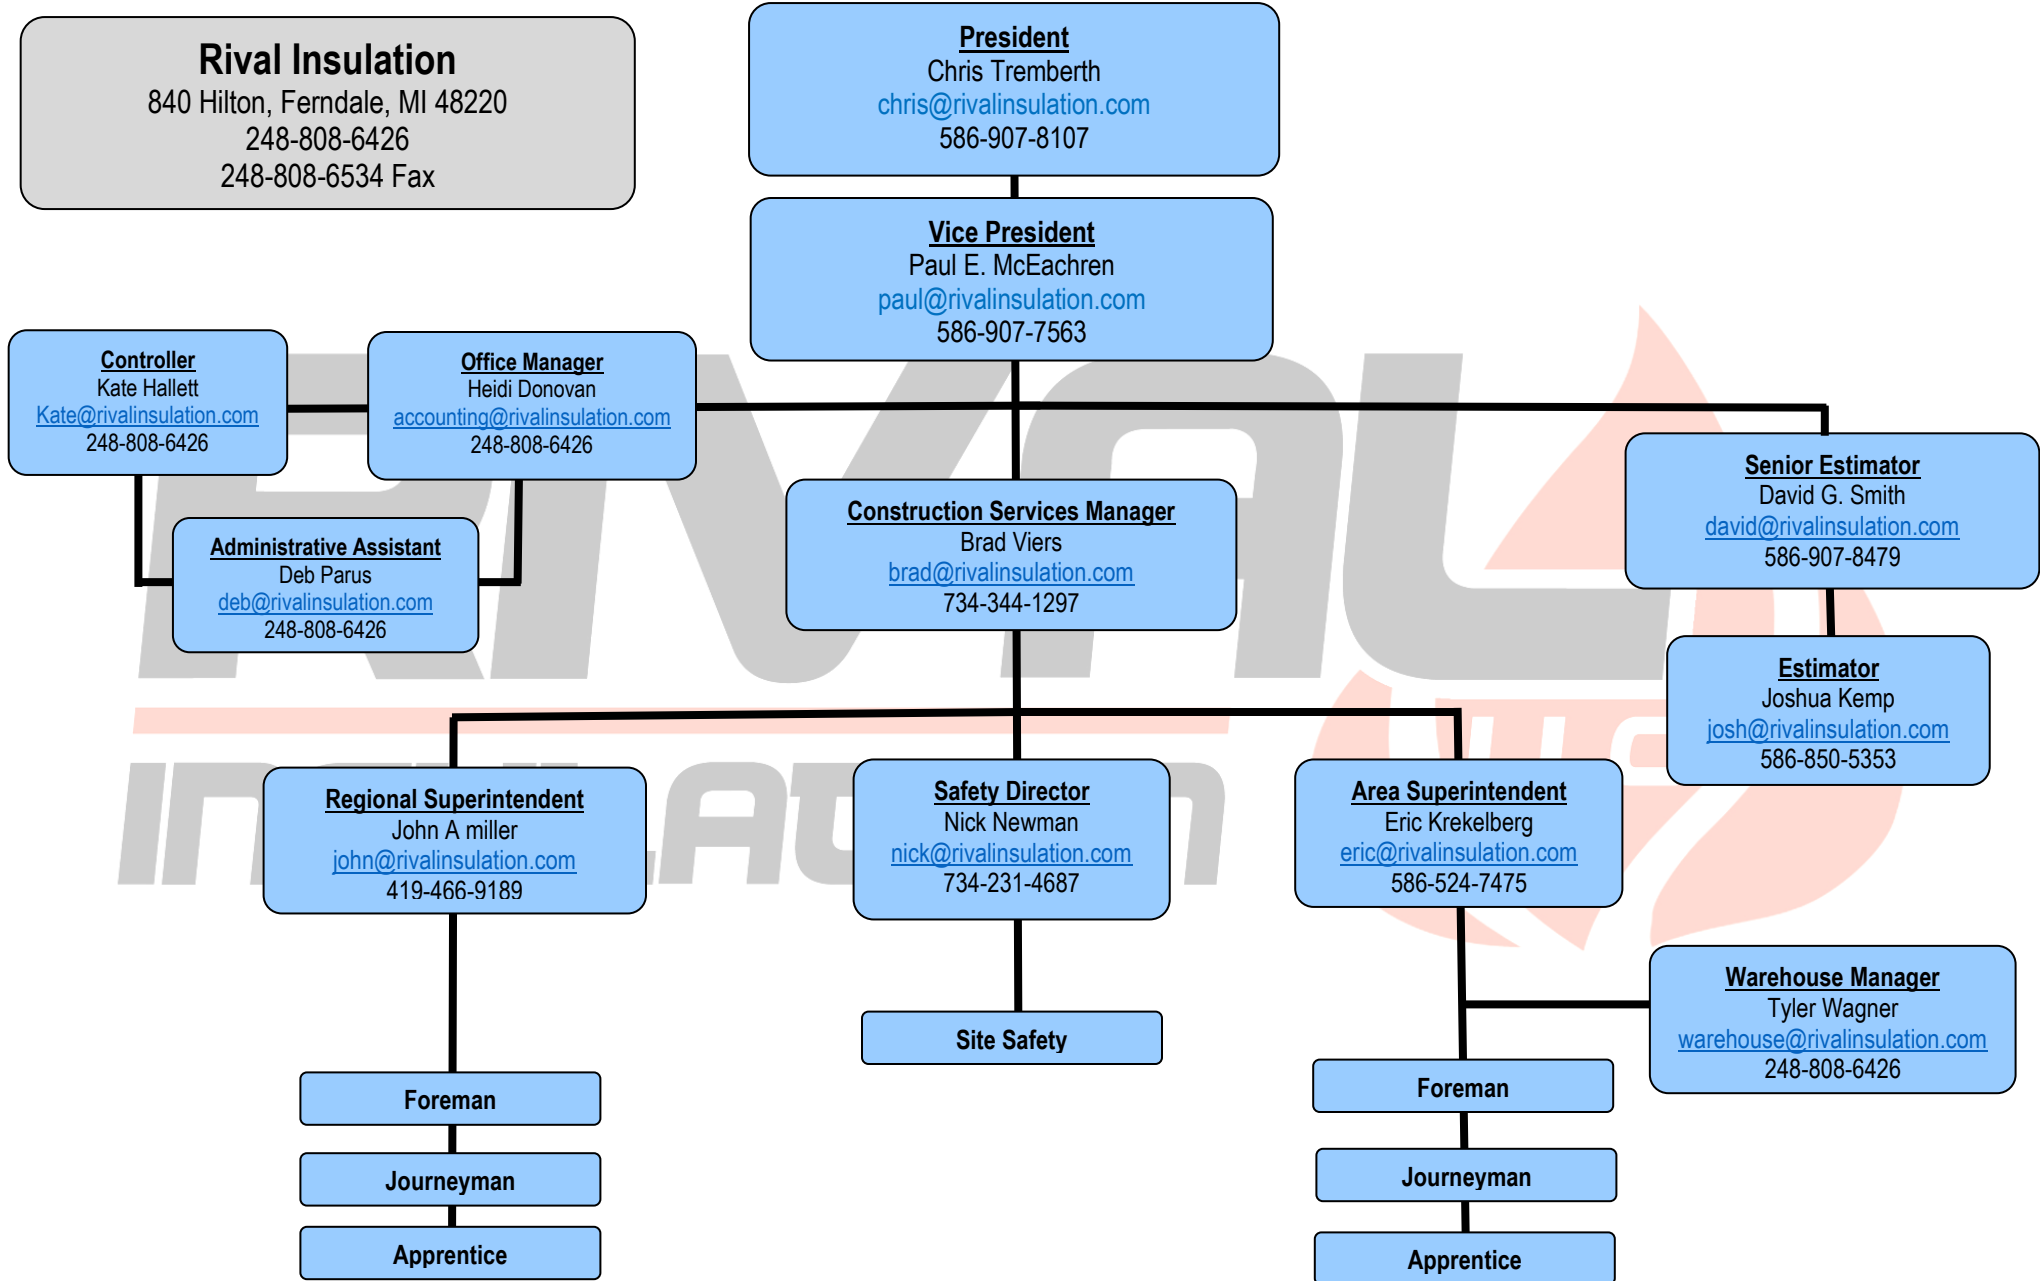 Rival Insulation
840 Hilton, Ferndale, MI 48220
248-808-6426
248-808-6534 Fax
President
Chris Tremberth
chris@rivalinsulation.com
586-907-8107
Vice President
Paul E. McEachren
paul@rivalinsulation.com
586-907-7563
Controller
Kate Hallett
Kate@rivalinsulation.com
248-808-6426
Office Manager
Heidi Donovan
accounting@rivalinsulation.com
248-808-6426
Administrative Assistant
Deb Parus
deb@rivalinsulation.com
248-808-6426
Construction Services Manager
Brad Viers
brad@rivalinsulation.com
734-344-1297
Senior Estimator
David G. Smith
david@rivalinsulation.com
586-907-8479
Estimator
Joshua Kemp
josh@rivalinsulation.com
586-850-5353
RIVAL
INSULATION
LLC
Regional Superintendent
John A miller
john@rivalinsulation.com
419-466-9189
Safety Director
Nick Newman
nick@rivalinsulation.com
734-231-4687
Area Superintendent
Eric Krekelberg
eric@rivalinsulation.com
586-524-7475
Warehouse Manager
Tyler Wagner
warehouse@rivalinsulation.com
248-808-6426
Site Safety
Foreman
Journeyman
Apprentice
Foreman
Journeyman
Apprentice